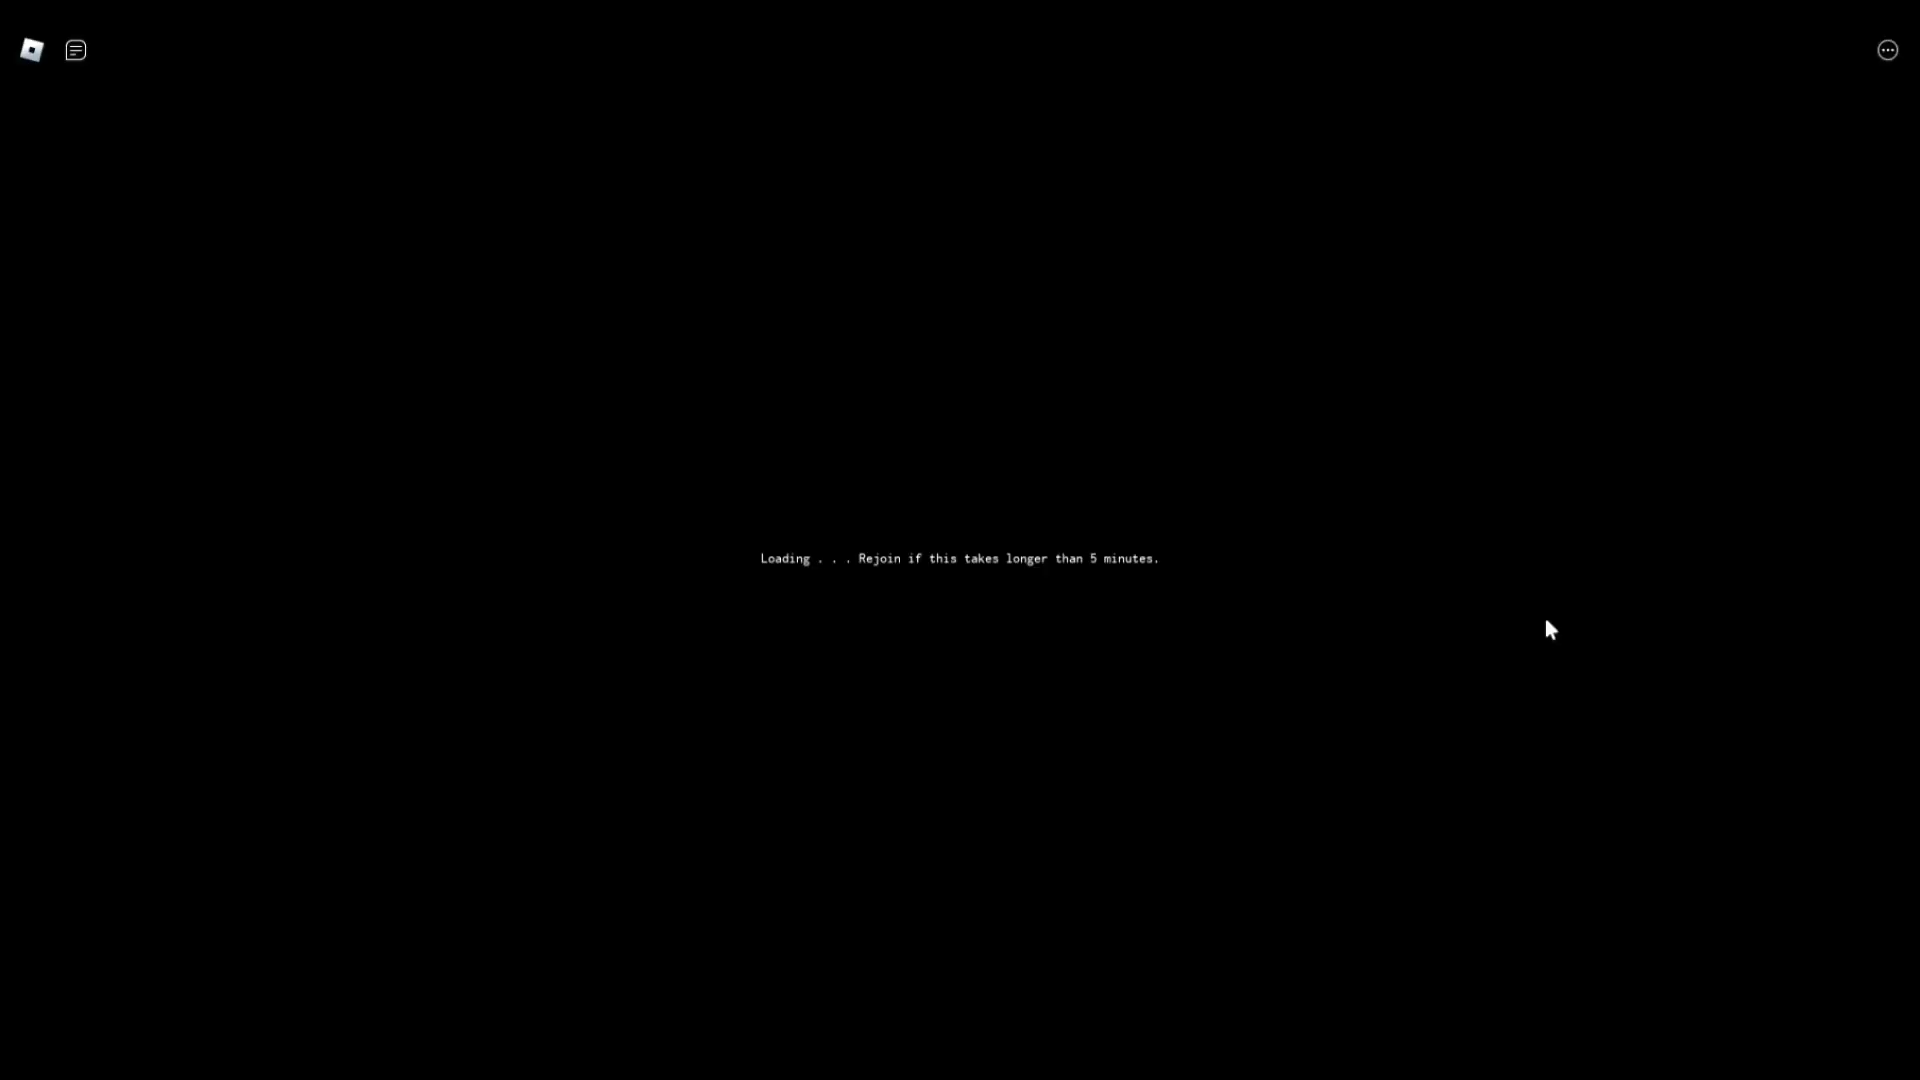 Loading . . . Rejoin if this takes longer than 5 minutes.